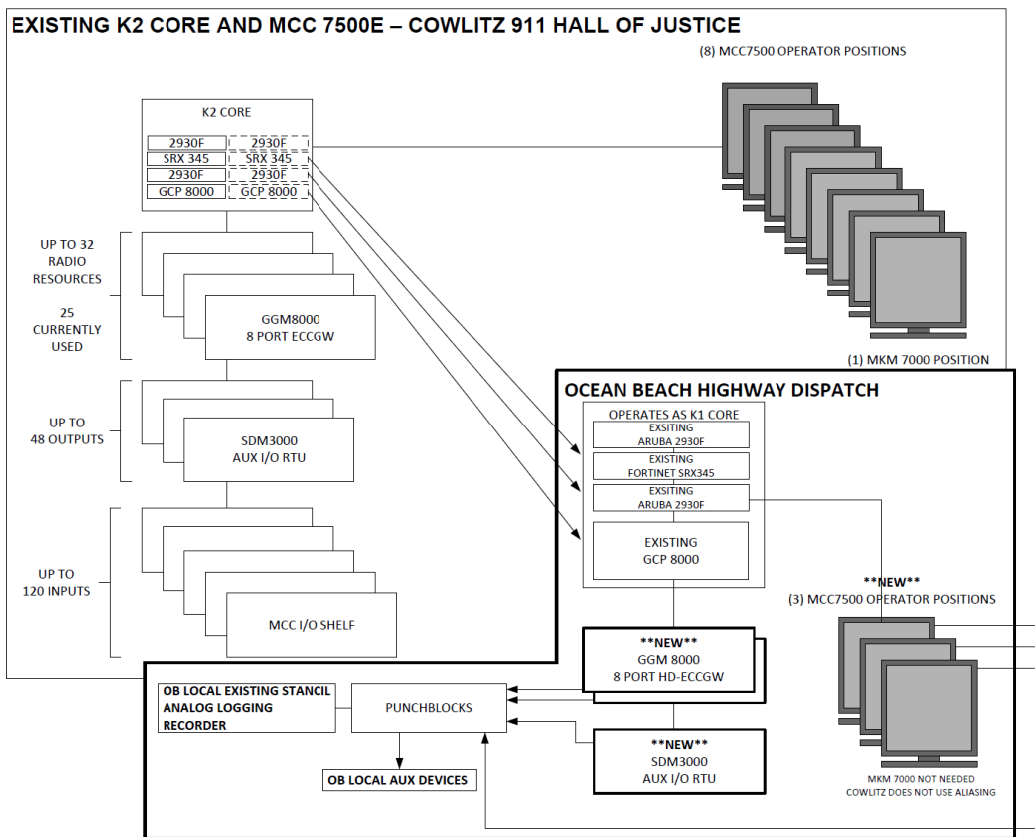 EXISTING K2 CORE AND MCC 7500E – COWLITZ 911 HALL OF JUSTICE
(8) MCC7500 OPERATOR POSITIONS
K2 CORE
2930F 2930F
SRX 345 SRX 345
2930F 2930F
GCP 8000 GCP 8000
UP TO 32
RADIO
RESOURCES
25
CURRENTLY
USED
GGM8000
8 PORT ECCGW
(1) MKM 7000 POSITION
UP TO
48 OUTPUTS
SDM3000
AUX I/O RTU
UP TO
120 INPUTS
MCC I/O SHELF
OCEAN BEACH HIGHWAY DISPATCH
OPERATES AS K1 CORE
EXSITING
ARUBA 2930F
EXISTING
FORTINET SRX345
EXSITING
ARUBA 2930F
EXISTING
GCP 8000
**NEW**
(3) MCC7500 OPERATOR POSITIONS
**NEW**
GGM 8000
8 PORT HD-ECCGW
OB LOCAL EXISTING STANCIL
ANALOG LOGGING
RECORDER
PUNCHBLOCKS
**NEW**
SDM3000
AUX I/O RTU
OB LOCAL AUX DEVICES
MKM 7000 NOT NEEDED
COWLITZ DOES NOT USE ALIASING